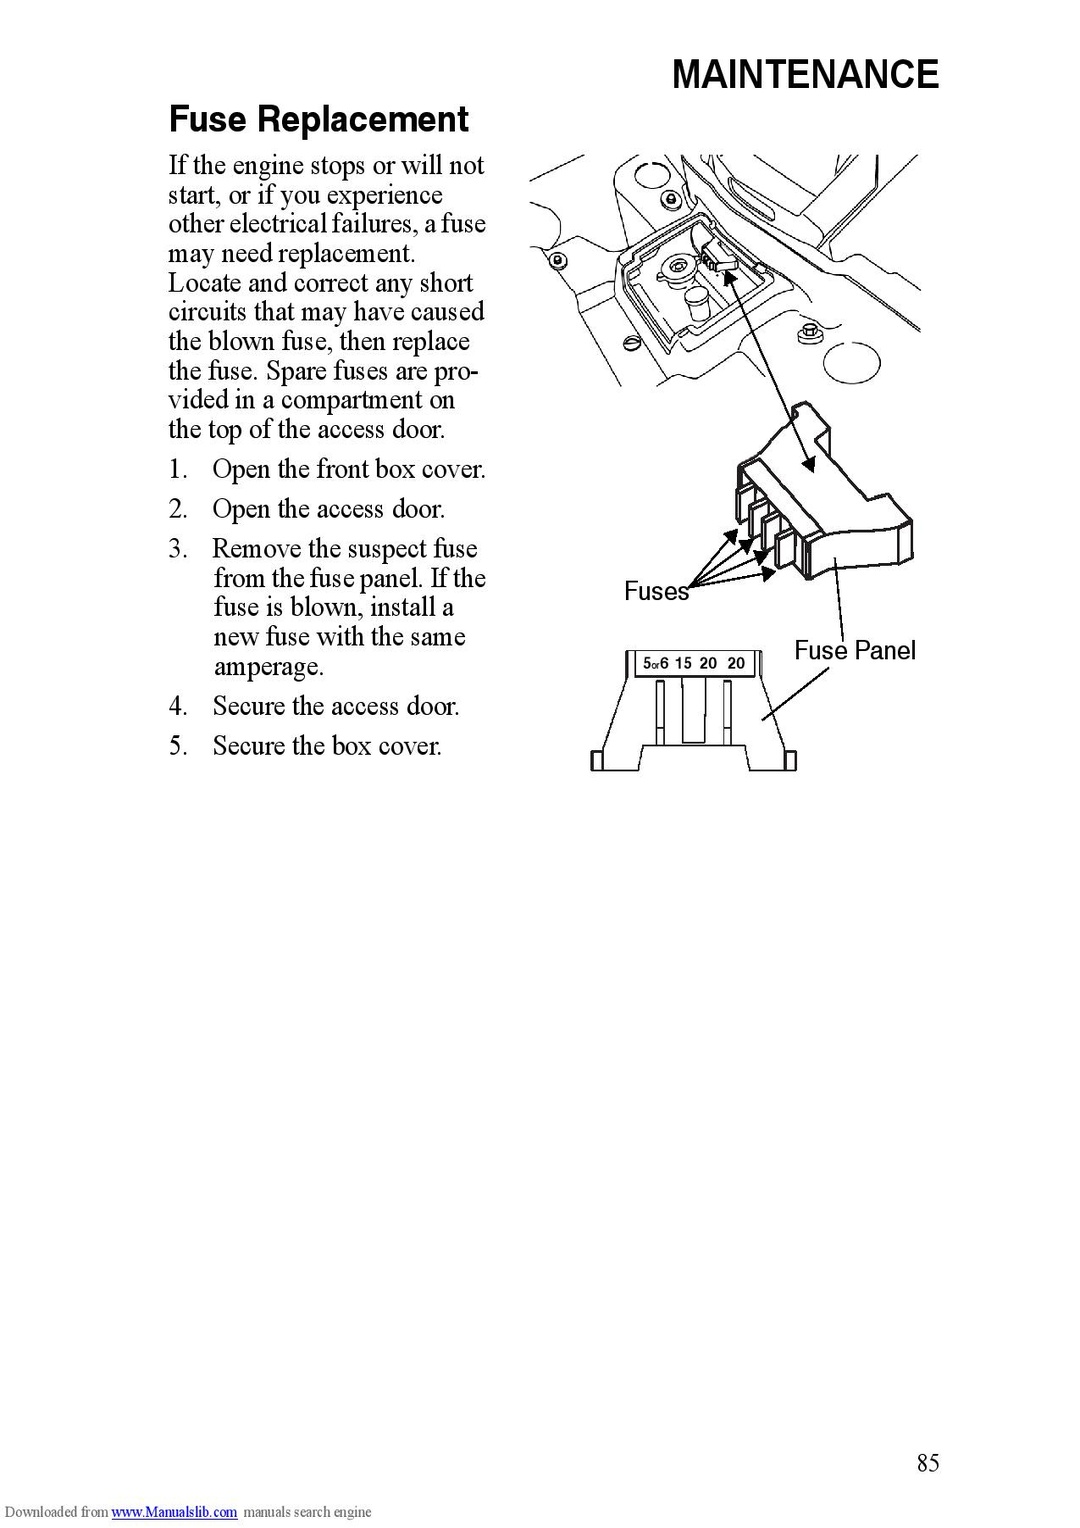 MAINTENANCE
Fuse Replacement
If the engine stops or will not
start, or if you experience
other electrical failures, a fuse
may need replacement.
Locate and correct any short
circuits that may have caused
the blown fuse, then replace
the fuse. Spare fuses are pro-
vided in a compartment on
the top of the access door.
1. Open the front box cover.
2. Open the access door.
3. Remove the suspect fuse
from the fuse panel. If the
fuse is blown, install a
new fuse with the same
amperage.
4. Secure the access door.
5. Secure the box cover.
Fuses
Fuse Panel
5or6 15 20 20
85
Downloaded from www.Manualslib.com manuals search engine